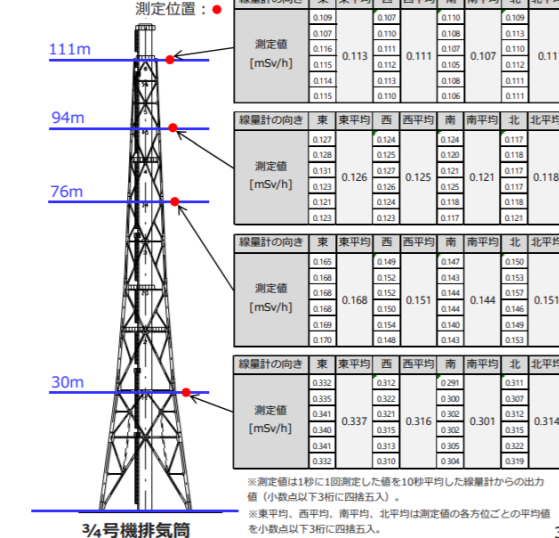 測定位置：●
111m
94m
76m
30m
3/4号機排気筒
線量計の向き 東 東平均 西 西平均 南 南平均 北 北平均
測定値
[mSv/h]
0.109 0.107 0.110 0.109
0.107 0.110 0.108 0.113
0.116 0.111 0.107 0.110
0.115 0.112 0.105 0.112
0.114 0.113 0.108 0.111
0.115 0.110 0.106 0.111
0.113 0.111 0.107
線量計の向き 東 東平均 西 西平均 南 南平均 北 北平均
測定値
[mSv/h]
0.127 0.124 0.124 0.117
0.128 0.125 0.120 0.118
0.131 0.127 0.121 0.117
0.123 0.126 0.125 0.117
0.121 0.124 0.118 0.118
0.123 0.123 0.117 0.121
0.126 0.125 0.121 0.118
線量計の向き 東 東平均 西 西平均 南 南平均 北 北平均
測定値
[mSv/h]
0.165 0.149 0.147 0.150
0.168 0.152 0.143 0.153
0.168 0.152 0.144 0.157
0.168 0.150 0.144 0.146
0.169 0.154 0.140 0.149
0.170 0.148 0.143 0.153
0.168 0.151 0.144 0.151
線量計の向き 東 東平均 西 西平均 南 南平均 北 北平均
測定値
[mSv/h]
0.332 0.312 0.291 0.311
0.335 0.322 0.300 0.307
0.341 0.321 0.302 0.312
0.340 0.315 0.302 0.315
0.341 0.313 0.305 0.322
0.332 0.310 0.304 0.319
0.337 0.316 0.301 0.314
※測定値は1秒に1回測定した値を10秒平均した線量計からの出力
値（小数点以下3桁に四捨五入）。
※東平均、西平均、南平均、北平均は測定値の各方位ごとの平均値
を小数点以下3桁に四捨五入。